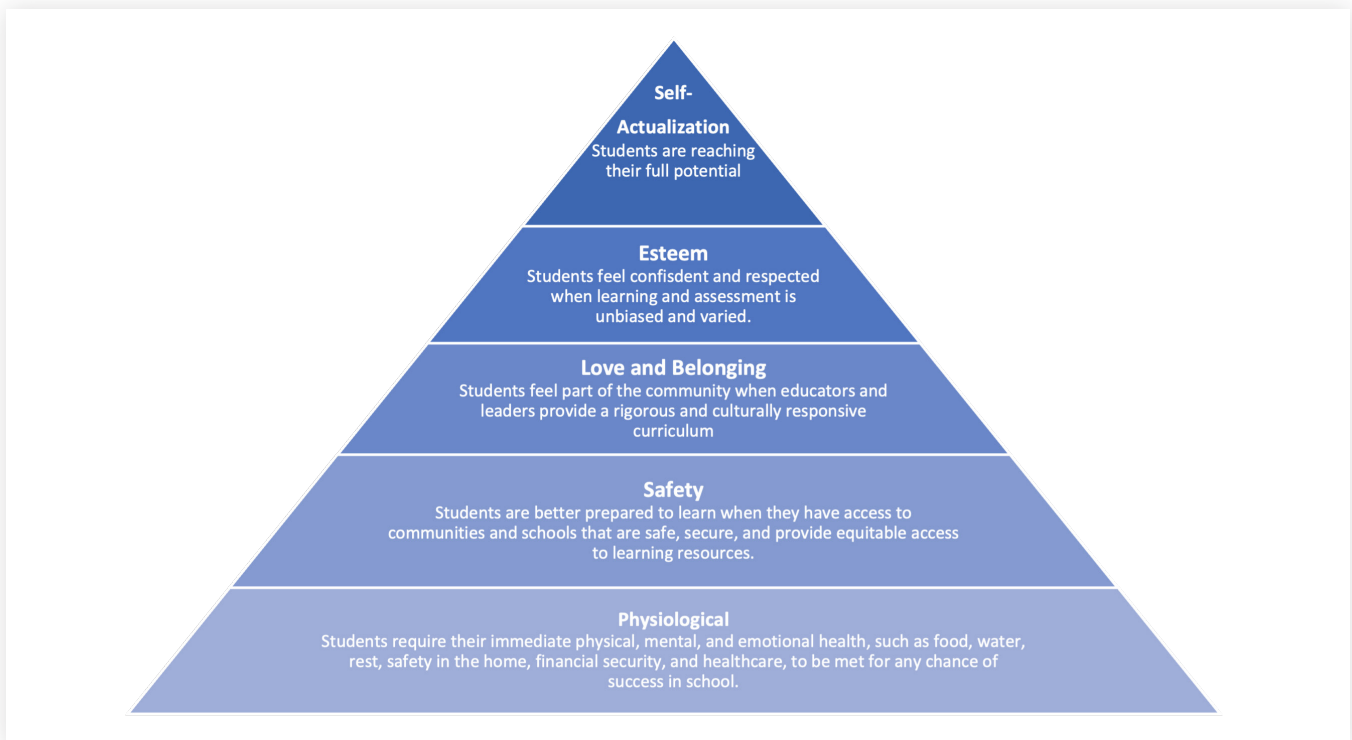 Self-
Actualization
Students are reaching
their full potential
Esteem
Students feel confisdent and respected
when learning and assessment is
unbiased and varied.
Love and Belonging
Students feel part of the community when educators and
leaders provide a rigorous and culturally responsive
curriculum
Safety
Students are better prepared to learn when they have access to
communities and schools that are safe, secure, and provide equitable access
to learning resources.
Physiological
Students require their immediate physical, mental, and emotional health, such as food, water,
rest, safety in the home, financial security, and healthcare, to be met for any chance of
success in school.